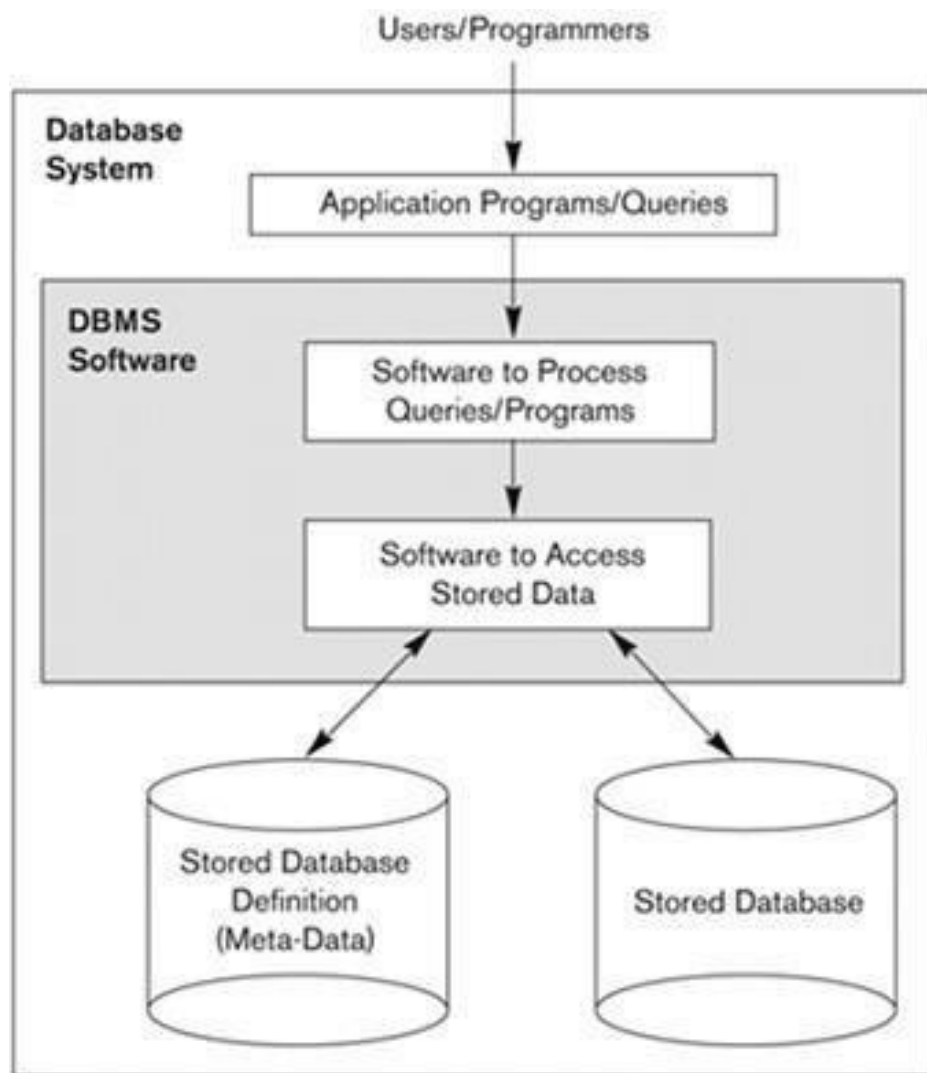 Users/Programmers
Database
System
Application Programs/Queries
DBMS
Software
Software to Process
Queries/Programs
Software to Access
Stored Data
Stored Database
Definition
(Meta-Data)
Stored Database